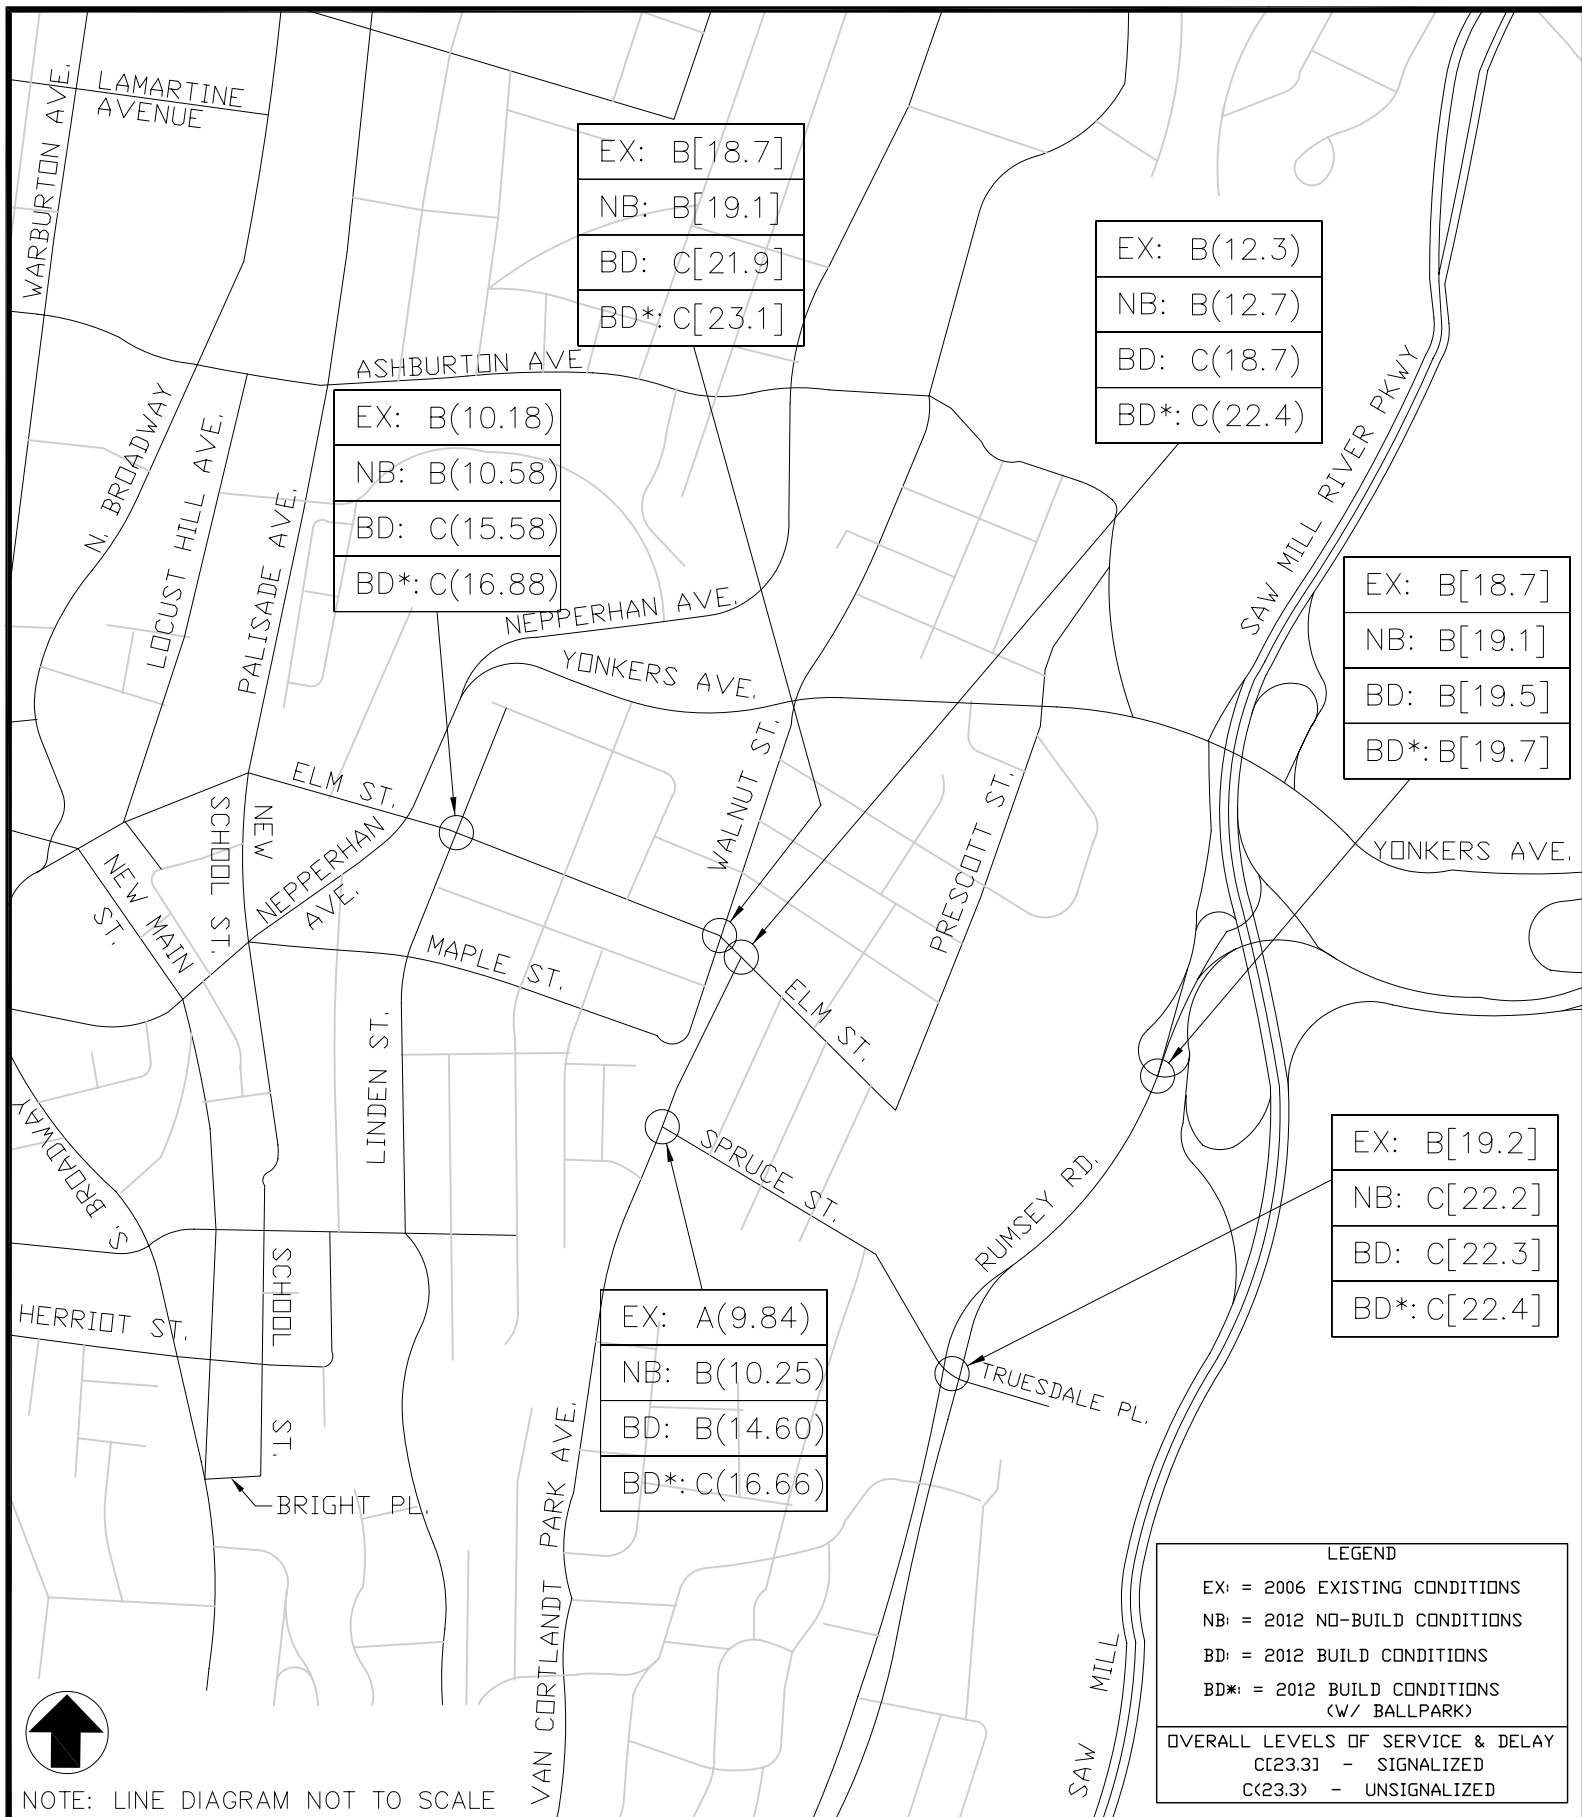 WARBURTON AVE.
LAMARTINE
AVENUE
EX: B[18.7]
NB: B[19.1]
BD: C[21.9]
BD*: C[23.1]
EX: B(12.3)
NB: B(12.7)
BD: C(18.7)
BD*: C(22.4)
ASHBURTON AVE
N. BROADWAY
LOCUST HILL AVE.
PALISADE AVE.
EX: B(10.18)
NB: B(10.58)
BD: C(15.58)
BD*: C(16.88)
SAW MILL RIVER PKWY
NEPPERHAN AVE.
YONKERS AVE.
EX: B[18.7]
NB: B[19.1]
BD: B[19.5]
BD*: B[19.7]
ELM ST.
WALNUT ST.
PRESCOTT ST.
YONKERS AVE.
NEW
SCHOOL ST.
NEW MAIN
ST.
NEPPERHAN
AVE.
MAPLE ST.
ELM ST.
LINDEN ST.
S. BROADWAY
SPRUCE ST.
RUMSEY RD.
EX: B[19.2]
NB: C[22.2]
BD: C[22.3]
BD*: C[22.4]
HERRIOT ST.
SCHOOL ST.
EX: A(9.84)
NB: B(10.25)
BD: B(14.60)
BD*: C(16.66)
TRUESDALE PL.
BRIGHT PL.
VAN CORTLANDT PARK AVE.
SAW MILL
LEGEND
EX: = 2006 EXISTING CONDITIONS
NB: = 2012 NO-BUILD CONDITIONS
BD: = 2012 BUILD CONDITIONS
BD*: = 2012 BUILD CONDITIONS
(W/ BALLPARK)
OVERALL LEVELS OF SERVICE & DELAY
C[23.3] - SIGNALIZED
C(23.3) - UNSIGNALIZED
NOTE: LINE DIAGRAM NOT TO SCALE